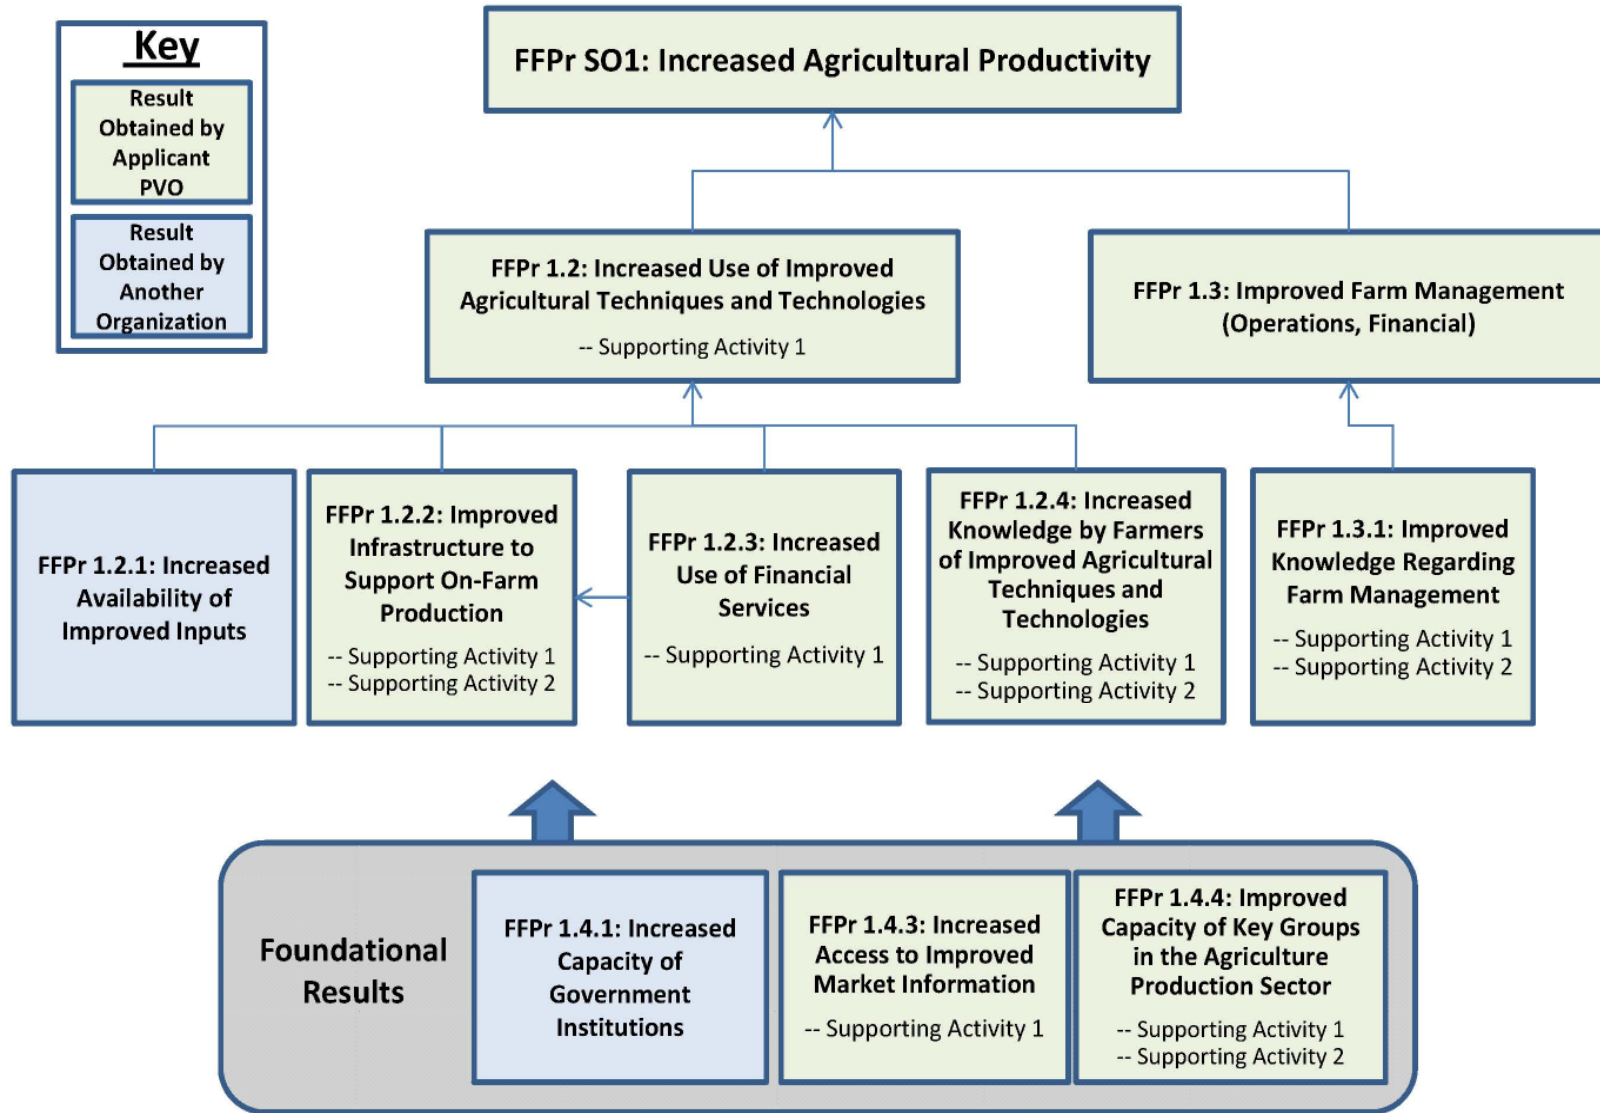 Key
Result
Obtained by
Applicant
PVO
Result
Obtained by
Another
Organization
FFPr SO1: Increased Agricultural Productivity
FFPr 1.2: Increased Use of Improved
Agricultural Techniques and Technologies
-- Supporting Activity 1
FFPr 1.3: Improved Farm Management
(Operations, Financial)
FFPr 1.2.1: Increased
Availability of
Improved Inputs
FFPr 1.2.2: Improved
Infrastructure to
Support On-Farm
Production
-- Supporting Activity 1
-- Supporting Activity 2
FFPr 1.2.3: Increased
Use of Financial
Services
-- Supporting Activity 1
FFPr 1.2.4: Increased
Knowledge by Farmers
of Improved Agricultural
Techniques and
Technologies
-- Supporting Activity 1
-- Supporting Activity 2
FFPr 1.3.1: Improved
Knowledge Regarding
Farm Management
-- Supporting Activity 1
-- Supporting Activity 2
Foundational
Results
FFPr 1.4.1: Increased
Capacity of
Government
Institutions
FFPr 1.4.3: Increased
Access to Improved
Market Information
-- Supporting Activity 1
FFPr 1.4.4: Improved
Capacity of Key Groups
in the Agriculture
Production Sector
-- Supporting Activity 1
-- Supporting Activity 2